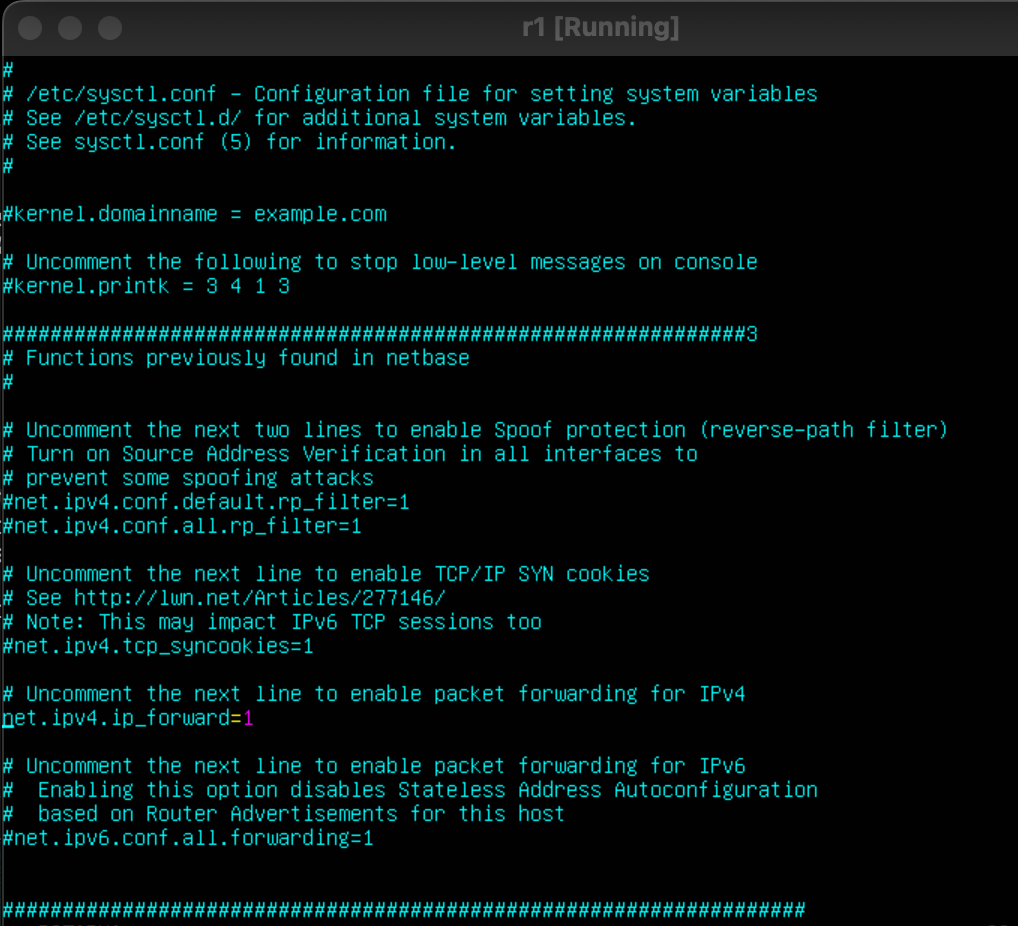 r1 [Running]
#
# /etc/sysctl.conf - Configuration file for setting system variables
# See /etc/sysctl.d/ for additional system variables.
# See sysctl.conf (5) for information.
#
#kernel.domainname = example.com
# Uncomment the following to stop low-level messages on console
#kernel.printk = 3 4 1 3
##############################################################3
# Functions previously found in netbase
#
# Uncomment the next two lines to enable Spoof protection (reverse-path filter)
# Turn on Source Address Verification in all interfaces to
# prevent some spoofing attacks
#net.ipv4.conf.default.rp_filter=1
#net.ipv4.conf.all.rp_filter=1
# Uncomment the next line to enable TCP/IP SYN cookies
# See http://lwn.net/Articles/277146/
# Note: This may impact IPv6 TCP sessions too
#net.ipv4.tcp_syncookies=1
# Uncomment the next line to enable packet forwarding for IPv4
net.ipv4.ip_forward=1
# Uncomment the next line to enable packet forwarding for IPv6
#  Enabling this option disables Stateless Address Autoconfiguration
#  based on Router Advertisements for this host
#net.ipv6.conf.all.forwarding=1
###################################################################